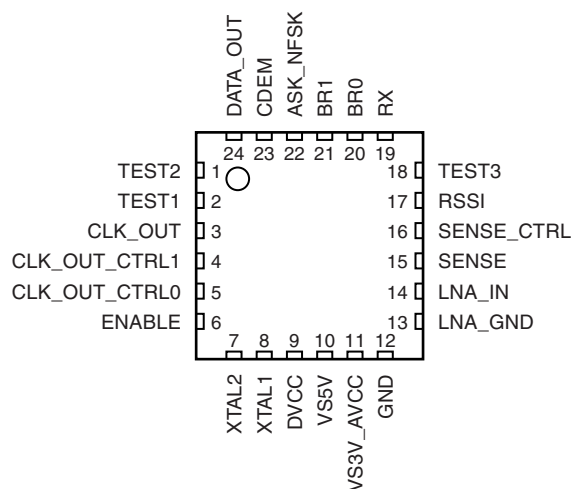 DATA_OUT
CDEM
ASK_NFSK
BR1
BR0
RX
24 23 22 21 20 19
TEST2 1 18 TEST3
TEST1 2 17 RSSI
CLK_OUT 3 16 SENSE_CTRL
CLK_OUT_CTRL1 4 15 SENSE
CLK_OUT_CTRL0 5 14 LNA_IN
ENABLE 6 13 LNA_GND
7 8 9 10 11 12
XTAL2
XTAL1
DVCC
VS5V
VS3V_AVCC
GND